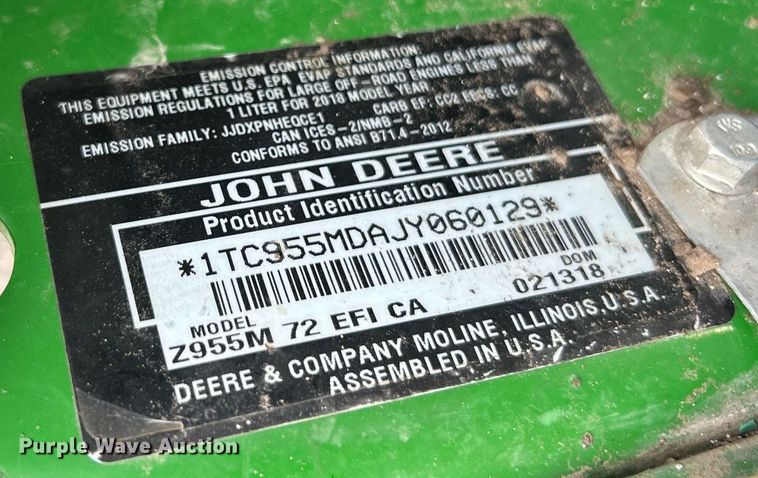 EMISSION CONTROL INFORMATION:
THIS EQUIPMENT MEETS U.S. EPA EVAP STANDARDS AND CALIFORNIA EVAP
EMISSION REGULATIONS FOR LARGE OFF-ROAD ENGINES LESS THAN
1 LITER FOR 2018 MODEL YEAR
EMISSION FAMILY: JJDXPNHEQCE1 CARB EF: CC2 EECS: CC
CAN ICES-2/NMB-2
CONFORMS TO ANSI B71.4-2012
JOHN DEERE
Product Identification Number
*1TC955MDAJY060129*
MODEL DOM
Z955M 72 EFI CA 021318
DEERE & COMPANY MOLINE, ILLINOIS, U.S.A.
ASSEMBLED IN U.S.A.
Purple Wave Auction